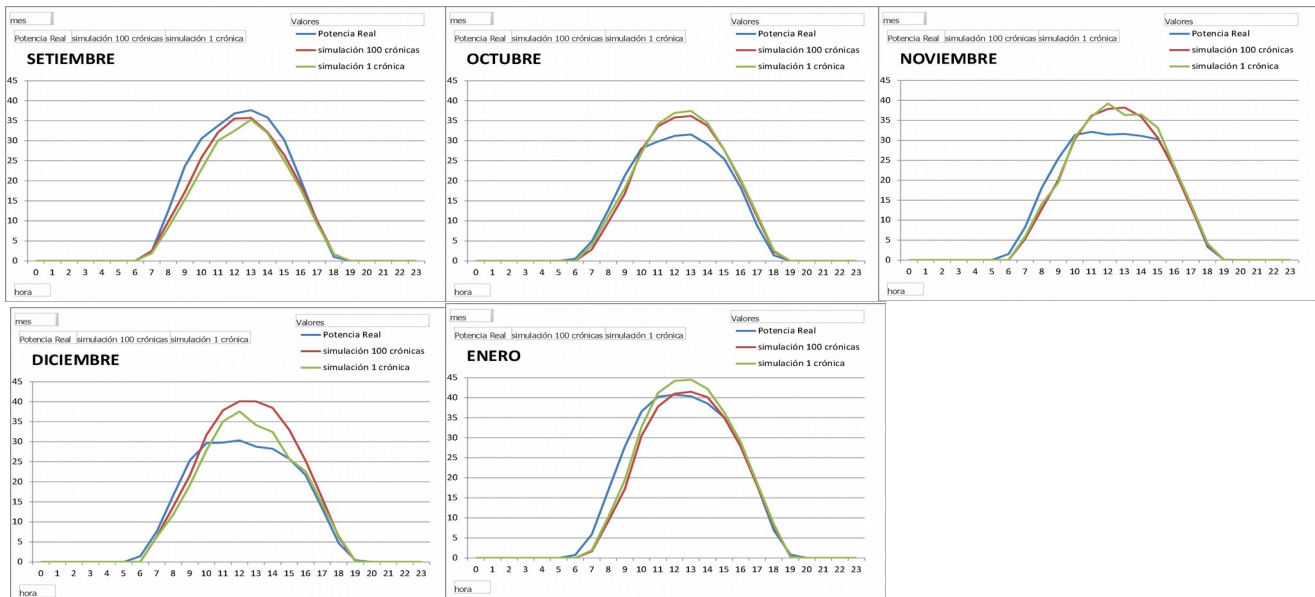 mes
Valores
Potencia Real simulación 100 crónicas simulación 1 crónica
Potencia Real
simulación 100 crónicas
simulación 1 crónica
SETIEMBRE
45
40
35
30
25
20
15
10
5
0
0 1 2 3 4 5 6 7 8 9 10 11 12 13 14 15 16 17 18 19 20 21 22 23
hora
mes
Valores
Potencia Real simulación 100 crónicas simulación 1 crónica
Potencia Real
simulación 100 crónicas
simulación 1 crónica
OCTUBRE
45
40
35
30
25
20
15
10
5
0
0 1 2 3 4 5 6 7 8 9 10 11 12 13 14 15 16 17 18 19 20 21 22 23
hora
mes
Valores
Potencia Real simulación 100 crónicas simulación 1 crónica
Potencia Real
simulación 100 crónicas
simulación 1 crónica
NOVIEMBRE
45
40
35
30
25
20
15
10
5
0
0 1 2 3 4 5 6 7 8 9 10 11 12 13 14 15 16 17 18 19 20 21 22 23
hora
mes
Valores
Potencia Real simulación 100 crónicas simulación 1 crónica
Potencia Real
simulación 100 crónicas
simulación 1 crónica
DICIEMBRE
45
40
35
30
25
20
15
10
5
0
0 1 2 3 4 5 6 7 8 9 10 11 12 13 14 15 16 17 18 19 20 21 22 23
hora
mes
Valores
Potencia Real simulación 100 crónicas simulación 1 crónica
Potencia Real
simulación 100 crónicas
simulación 1 crónica
ENERO
45
40
35
30
25
20
15
10
5
0
0 1 2 3 4 5 6 7 8 9 10 11 12 13 14 15 16 17 18 19 20 21 22 23
hora